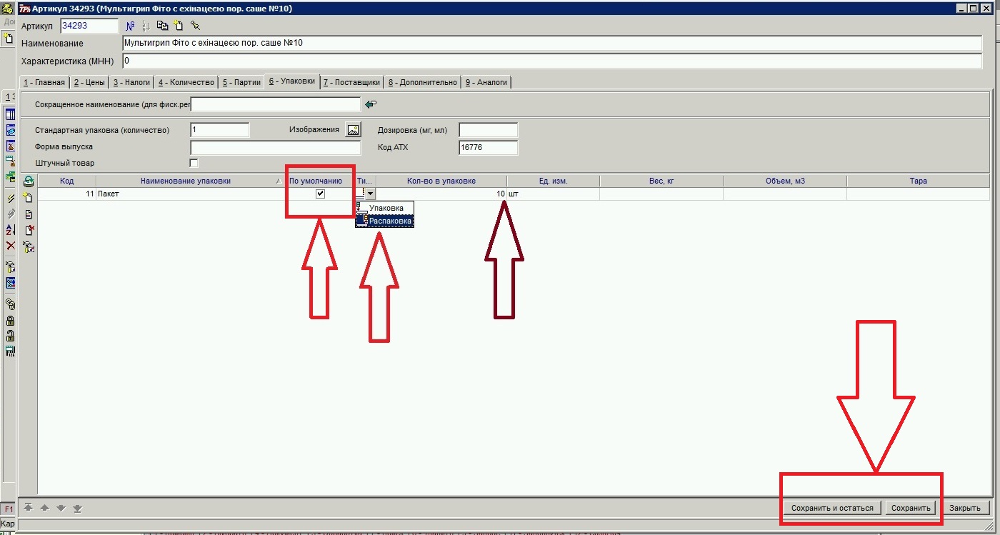 Артикул 34293 (Мультигрип Фіто с ехінацеєю пор. саше №10)
Артикул 34293
Наименование Мультигрип Фіто с ехінацеєю пор. саше №10
Характеристика (МНН) 0
1 - Главная 2 - Цены 3 - Налоги 4 - Количество 5 - Партии 6 - Упаковки 7 - Поставщики 8 - Дополнительно 9 - Аналоги
Сокращенное наименование (для фиск.рег
Стандартная упаковка (количество) 1 Изображения Дозировка (мг, мл)
Форма выпуска Код АТХ 16776
Штучный товар
Код Наименование упаковки По умолчанию Ти... Кол-во в упаковке Ед. изм. Вес, кг Объем, м3 Тара
11 Пакет 10 шт
Упаковка
Распаковка
Сохранить и остаться Сохранить Закрыть
F1
Кар